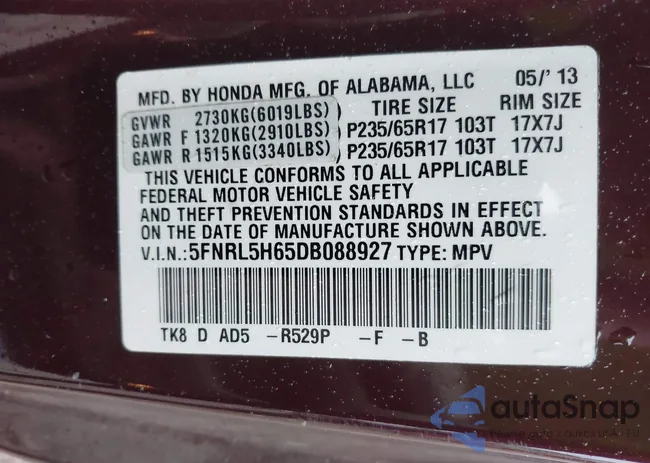 MFD. BY HONDA MFG. OF ALABAMA, LLC 05/'13
GVWR 2730KG(6019LBS) TIRE SIZE RIM SIZE
GAWR F 1320KG(2910LBS) P235/65R17 103T 17X7J
GAWR R 1515KG(3340LBS) P235/65R17 103T 17X7J
THIS VEHICLE CONFORMS TO ALL APPLICABLE
FEDERAL MOTOR VEHICLE SAFETY
AND THEFT PREVENTION STANDARDS IN EFFECT
ON THE DATE OF MANUFACTURE SHOWN ABOVE.
V.I.N.: 5FNRL5H65DB088927 TYPE: MPV
TK8 D AD5 -R529P -F -B
autoSnap